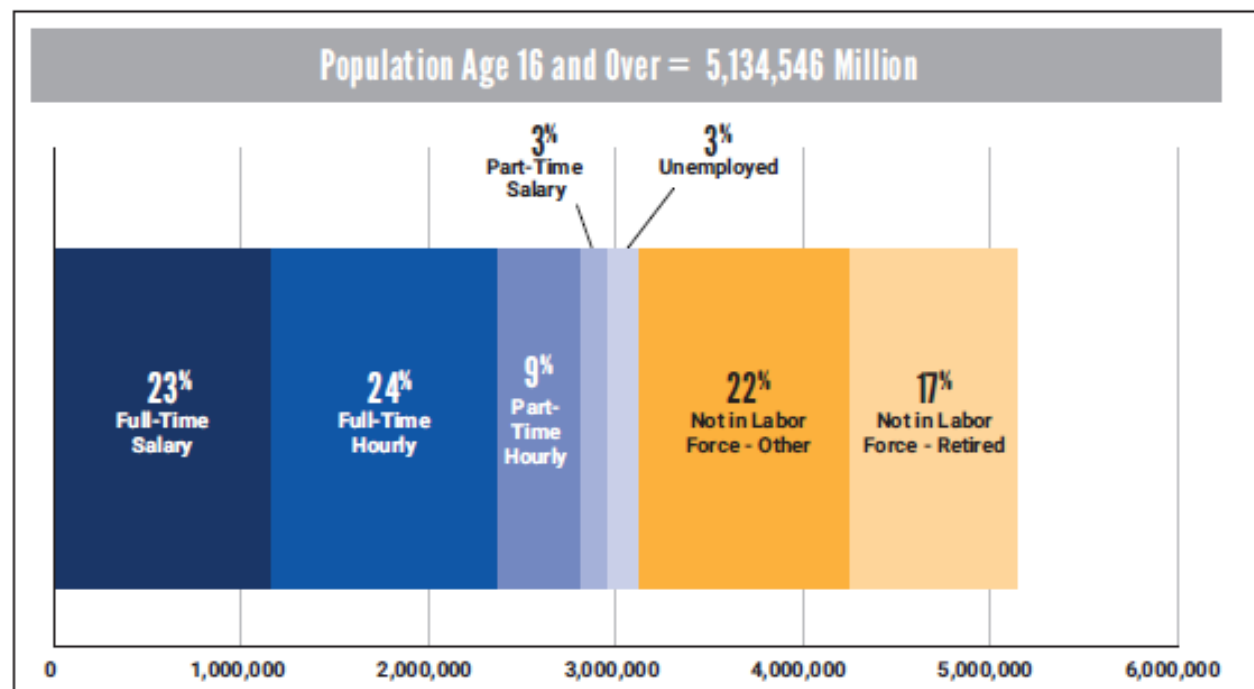 Population Age 16 and Over = 5,134,546 Million
3%
Part-Time
Salary
3%
Unemployed
23%
Full-Time
Salary
24%
Full-Time
Hourly
9%
Part-
Time
Hourly
22%
Not in Labor
Force - Other
17%
Not in Labor
Force - Retired
0 1,000,000 2,000,000 3,000,000 4,000,000 5,000,000 6,000,000